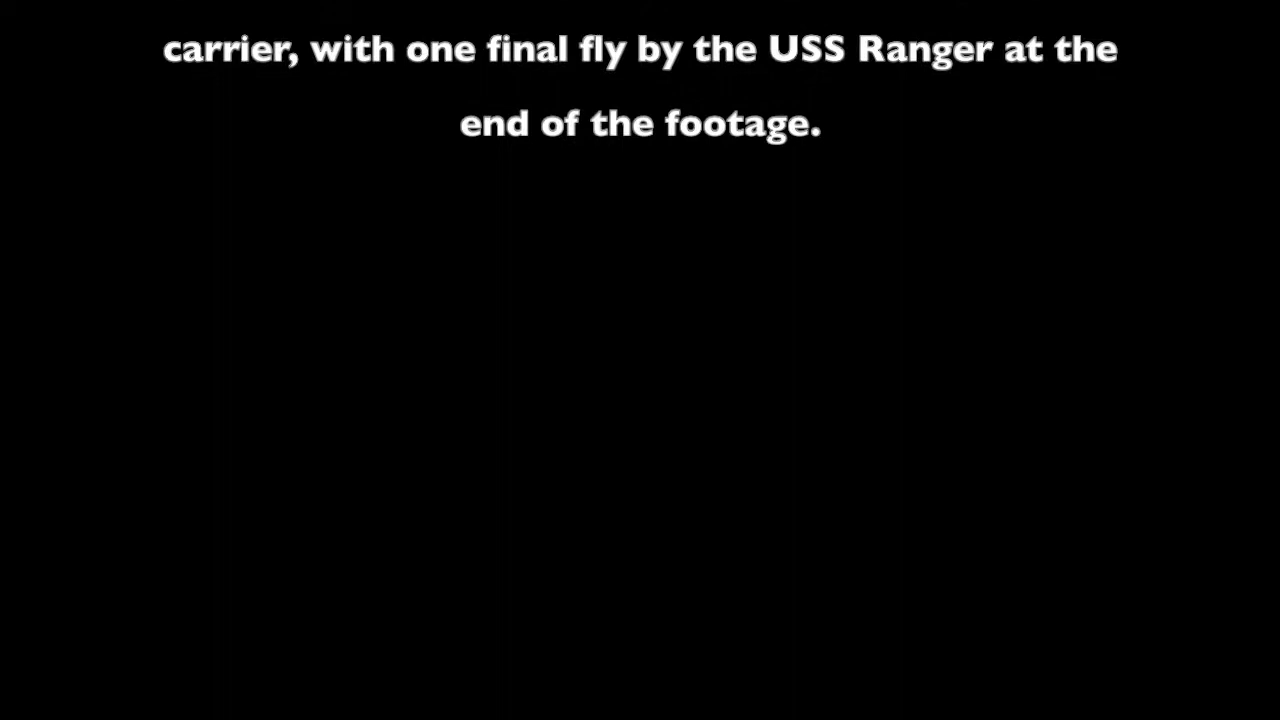 carrier, with one final fly by the USS Ranger at the
end of the footage.